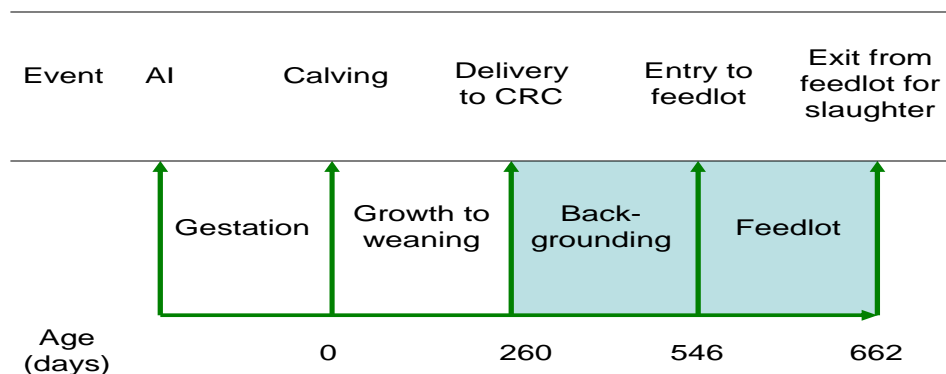 Event
AI
Calving
Delivery
to CRC
Entry to
feedlot
Exit from
feedlot for
slaughter
Gestation
Growth to
weaning
Back-
grounding
Feedlot
Age
(days)
0
260
546
662